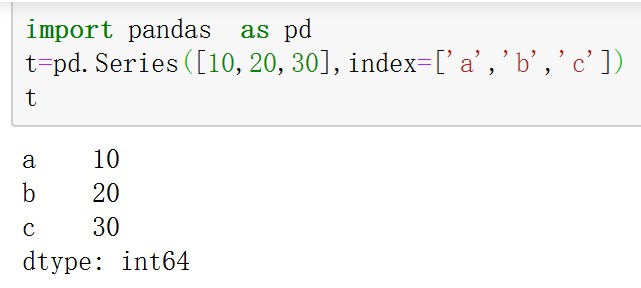 import pandas  as pd
t=pd.Series([10,20,30],index=['a','b','c'])
t
a    10
b    20
c    30
dtype: int64